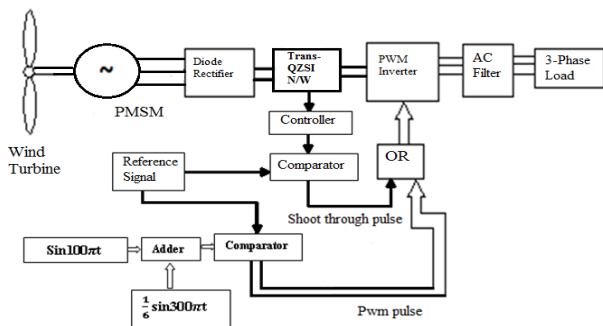 Diode
Rectifier
Trans-
QZSI
N/W
PWM
Inverter
AC
Filter
3-Phase
Load
~
PMSM
Wind
Turbine
Controller
Reference
Signal
Comparator
OR
Shoot through pulse
Sin100πt
Adder
Comparator
Pwm pulse
1/6 sin300πt